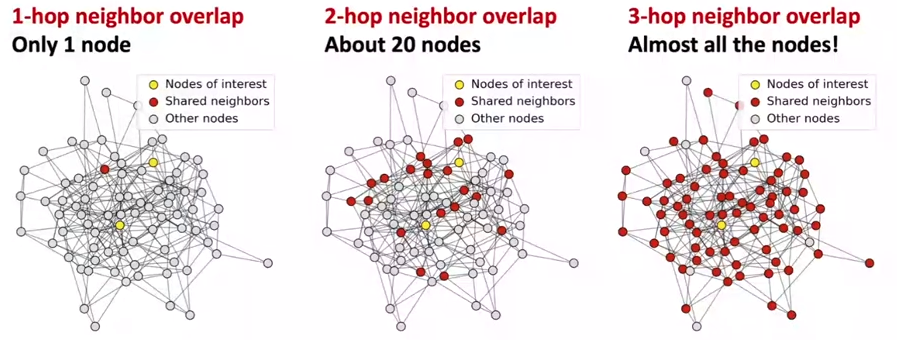 1-hop neighbor overlap
Only 1 node
Nodes of interest
Shared neighbors
Other nodes
2-hop neighbor overlap
About 20 nodes
Nodes of interest
Shared neighbors
Other nodes
3-hop neighbor overlap
Almost all the nodes!
Nodes of interest
Shared neighbors
Other nodes